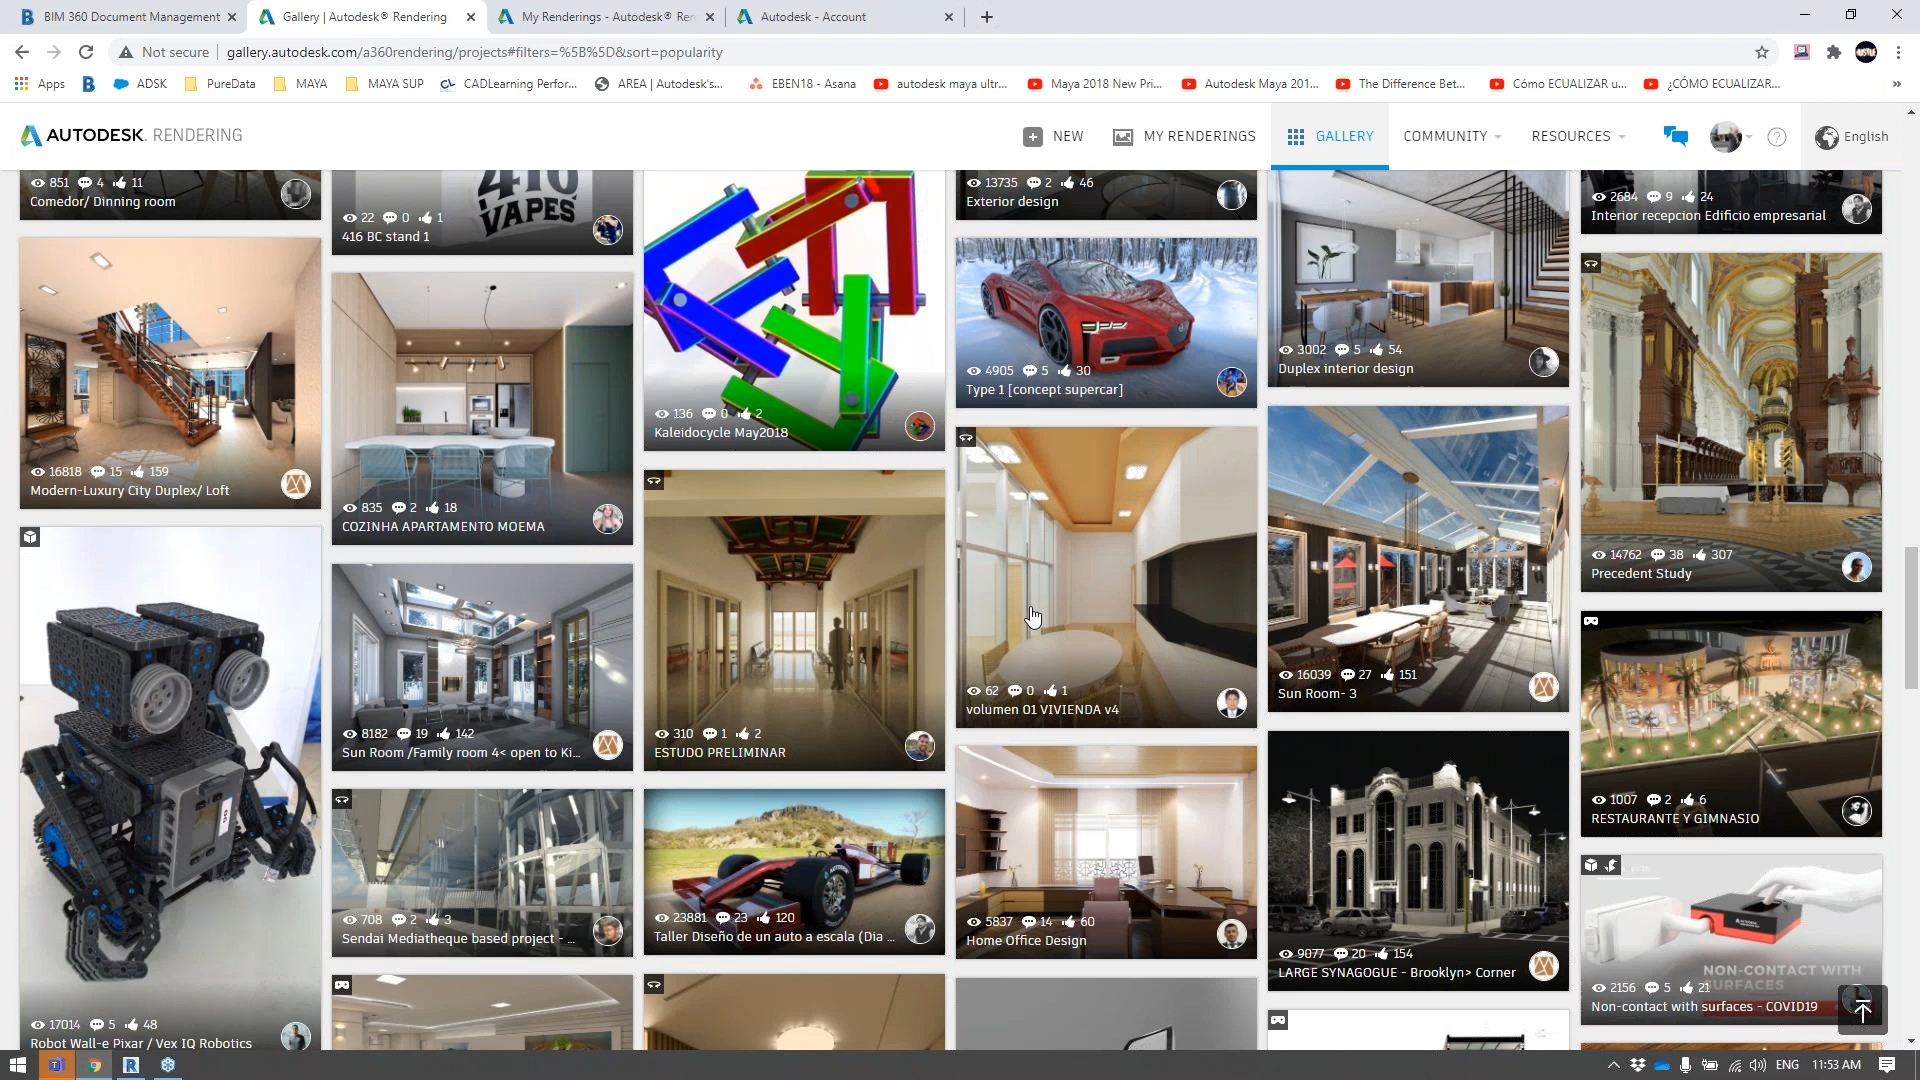 BIM 360 Document Management
Gallery | Autodesk® Rendering
My Renderings - Autodesk® Ren
Autodesk - Account
Not secure
gallery.autodesk.com/a360rendering/projects#filters=%5B%5D&sort=popularity
Apps
ADSK
PureData
MAYA
MAYA SUP
CADLearning Perfor...
AREA | Autodesk's...
EBEN18 - Asana
autodesk maya ultr...
Maya 2018 New Pri...
Autodesk Maya 201...
The Difference Bet...
Cómo ECUALIZAR u...
¿CÓMO ECUALIZAR...
AUTODESK. RENDERING
NEW
MY RENDERINGS
GALLERY
COMMUNITY
RESOURCES
English
851 4 11
Comedor/ Dinning room
16818 15 159
Modern-Luxury City Duplex/ Loft
17014 5 48
Robot Wall-e Pixar / Vex IQ Robotics
416
VAPES
22 0 1
416 BC stand 1
835 2 18
COZINHA APARTAMENTO MOEMA
8182 19 142
Sun Room /Family room 4< open to Ki...
708 2 3
Sendai Mediatheque based project - ...
136 0 2
Kaleidocycle May2018
310 1 2
ESTUDO PRELIMINAR
23881 23 120
Taller Diseño de un auto a escala (Dia ...
13735 2 46
Exterior design
4905 5 30
Type 1 [concept supercar]
62 0 1
volumen 01 VIVIENDA v4
5837 14 60
Home Office Design
3002 5 54
Duplex interior design
16039 27 151
Sun Room- 3
9077 20 154
LARGE SYNAGOGUE - Brooklyn> Corner
2684 9 24
Interior recepcion Edificio empresarial
14762 38 307
Precedent Study
1007 2 6
RESTAURANTE Y GIMNASIO
NON-CONTACT WITH
SURFACES
2156 5 21
Non-contact with surfaces - COVID19
ENG
11:53 AM